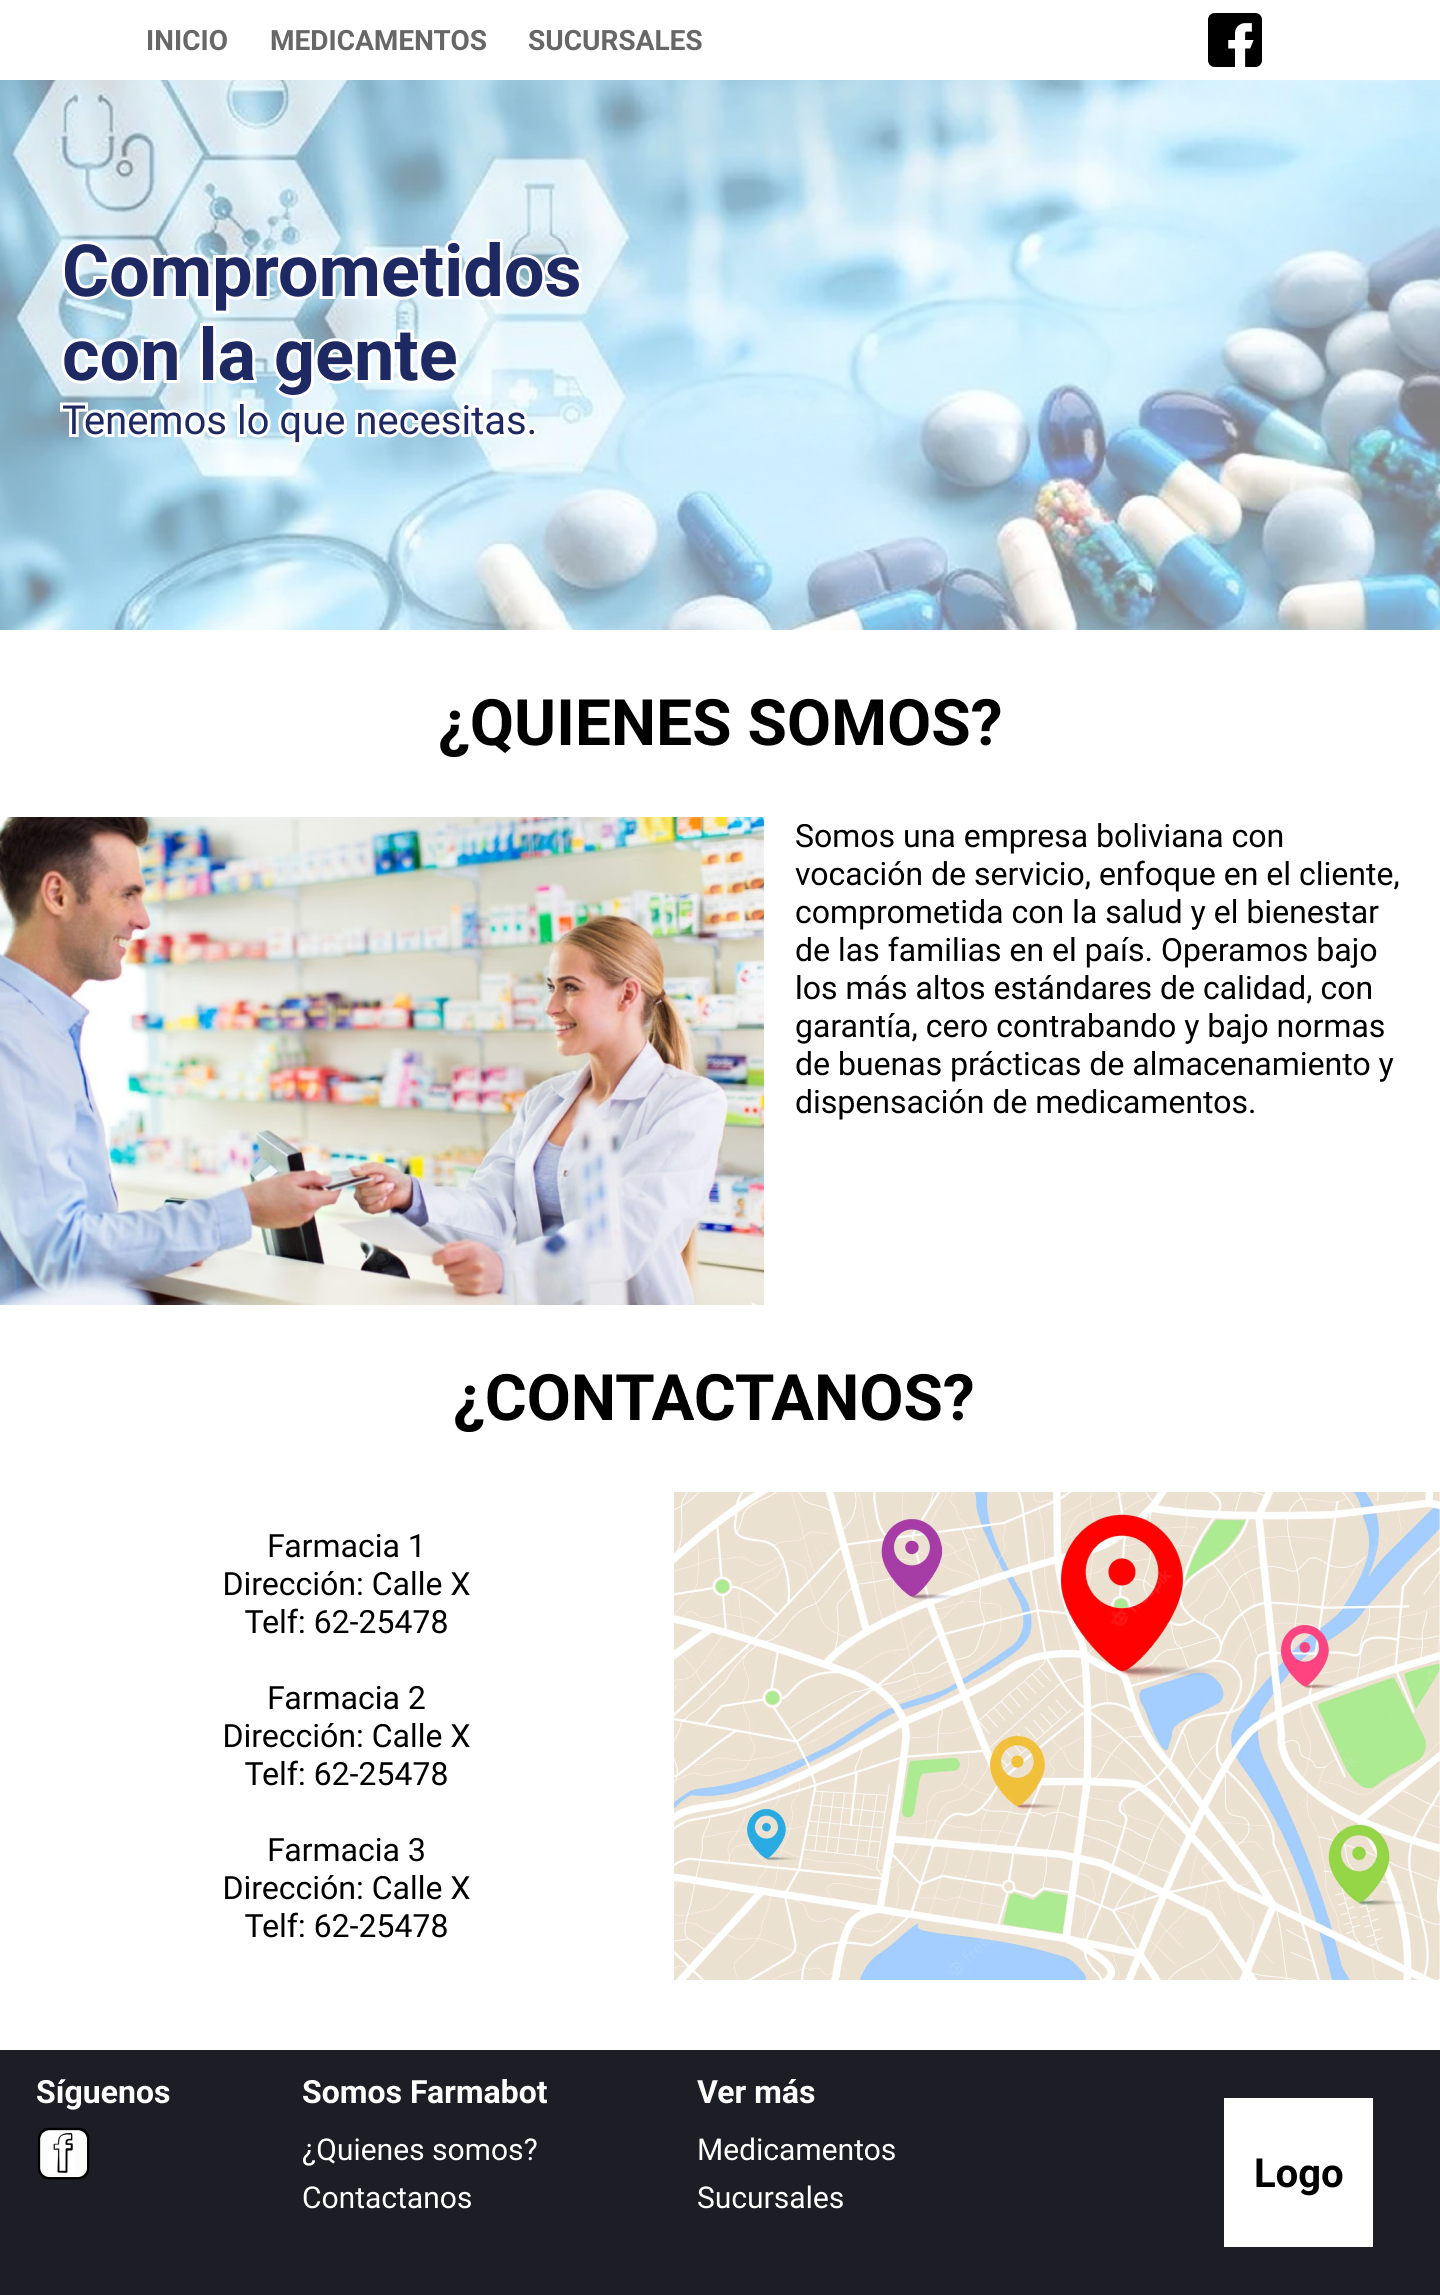 INICIO MEDICAMENTOS SUCURSALES
Comprometidos
con la gente
Tenemos lo que necesitas.
¿QUIENES SOMOS?
Somos una empresa boliviana con
vocación de servicio, enfoque en el cliente,
comprometida con la salud y el bienestar
de las familias en el país. Operamos bajo
los más altos estándares de calidad, con
garantía, cero contrabando y bajo normas
de buenas prácticas de almacenamiento y
dispensación de medicamentos.
¿CONTACTANOS?
Farmacia 1
Dirección: Calle X
Telf: 62-25478
Farmacia 2
Dirección: Calle X
Telf: 62-25478
Farmacia 3
Dirección: Calle X
Telf: 62-25478
Síguenos
Somos Farmabot
¿Quienes somos?
Contactanos
Ver más
Medicamentos
Sucursales
Logo